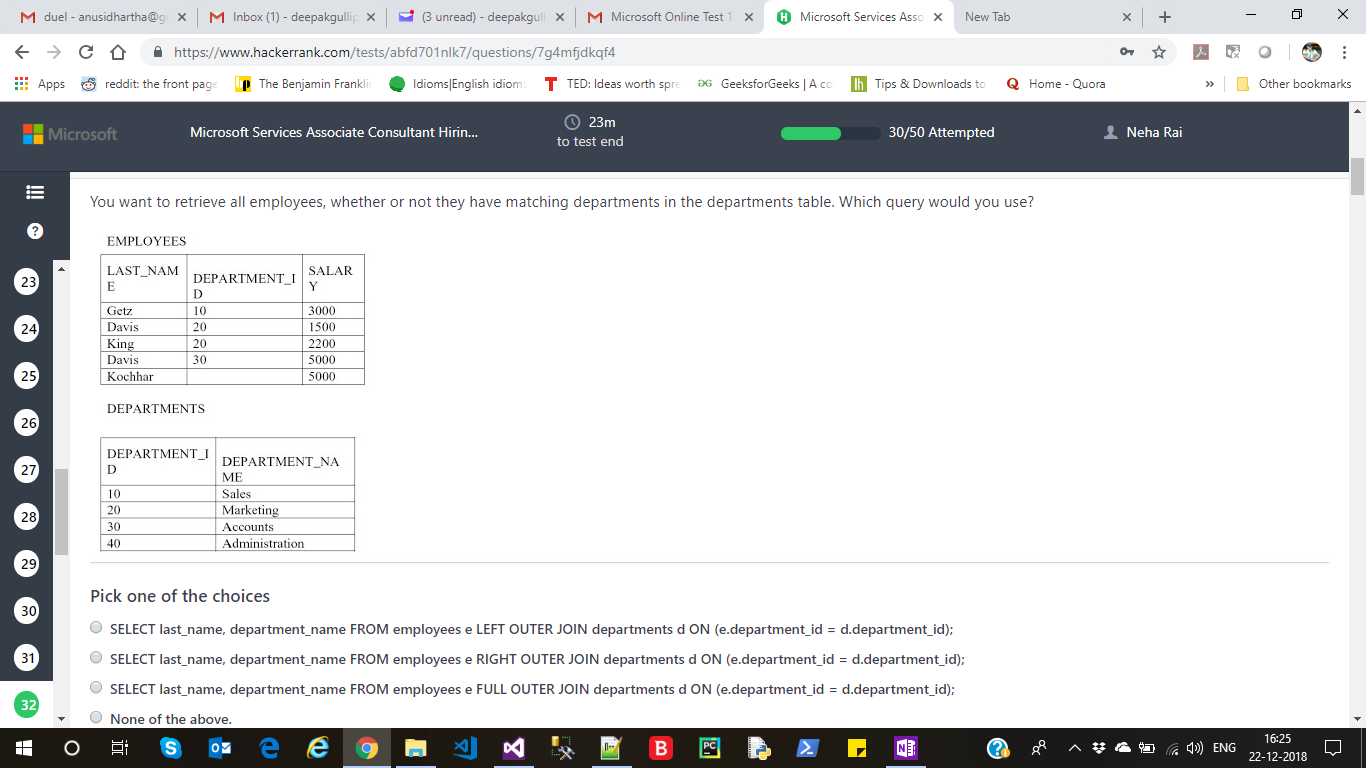 duel - anusidhartha@g
Inbox (1) - deepakgullip
(3 unread) - deepakgull
Microsoft Online Test 1
Microsoft Services Asso
New Tab
https://www.hackerrank.com/tests/abfd701nlk7/questions/7g4mfjdkqf4
Apps
reddit: the front page
The Benjamin Franklin
Idioms|English idiom
TED: Ideas worth spre
GeeksforGeeks | A co
Tips & Downloads to
Home - Quora
»
Other bookmarks
Microsoft
Microsoft Services Associate Consultant Hirin...
23m
to test end
30/50 Attempted
Neha Rai
You want to retrieve all employees, whether or not they have matching departments in the departments table. Which query would you use?
?
23
24
25
26
27
28
29
30
31
32
EMPLOYEES
LAST_NAM
E
DEPARTMENT_I
D
SALAR
Y
Getz 10 3000
Davis 20 1500
King 20 2200
Davis 30 5000
Kochhar 5000
DEPARTMENTS
DEPARTMENT_I
D
DEPARTMENT_NA
ME
10 Sales
20 Marketing
30 Accounts
40 Administration
Pick one of the choices
SELECT last_name, department_name FROM employees e LEFT OUTER JOIN departments d ON (e.department_id = d.department_id);
SELECT last_name, department_name FROM employees e RIGHT OUTER JOIN departments d ON (e.department_id = d.department_id);
SELECT last_name, department_name FROM employees e FULL OUTER JOIN departments d ON (e.department_id = d.department_id);
None of the above.
ENG
16:25
22-12-2018